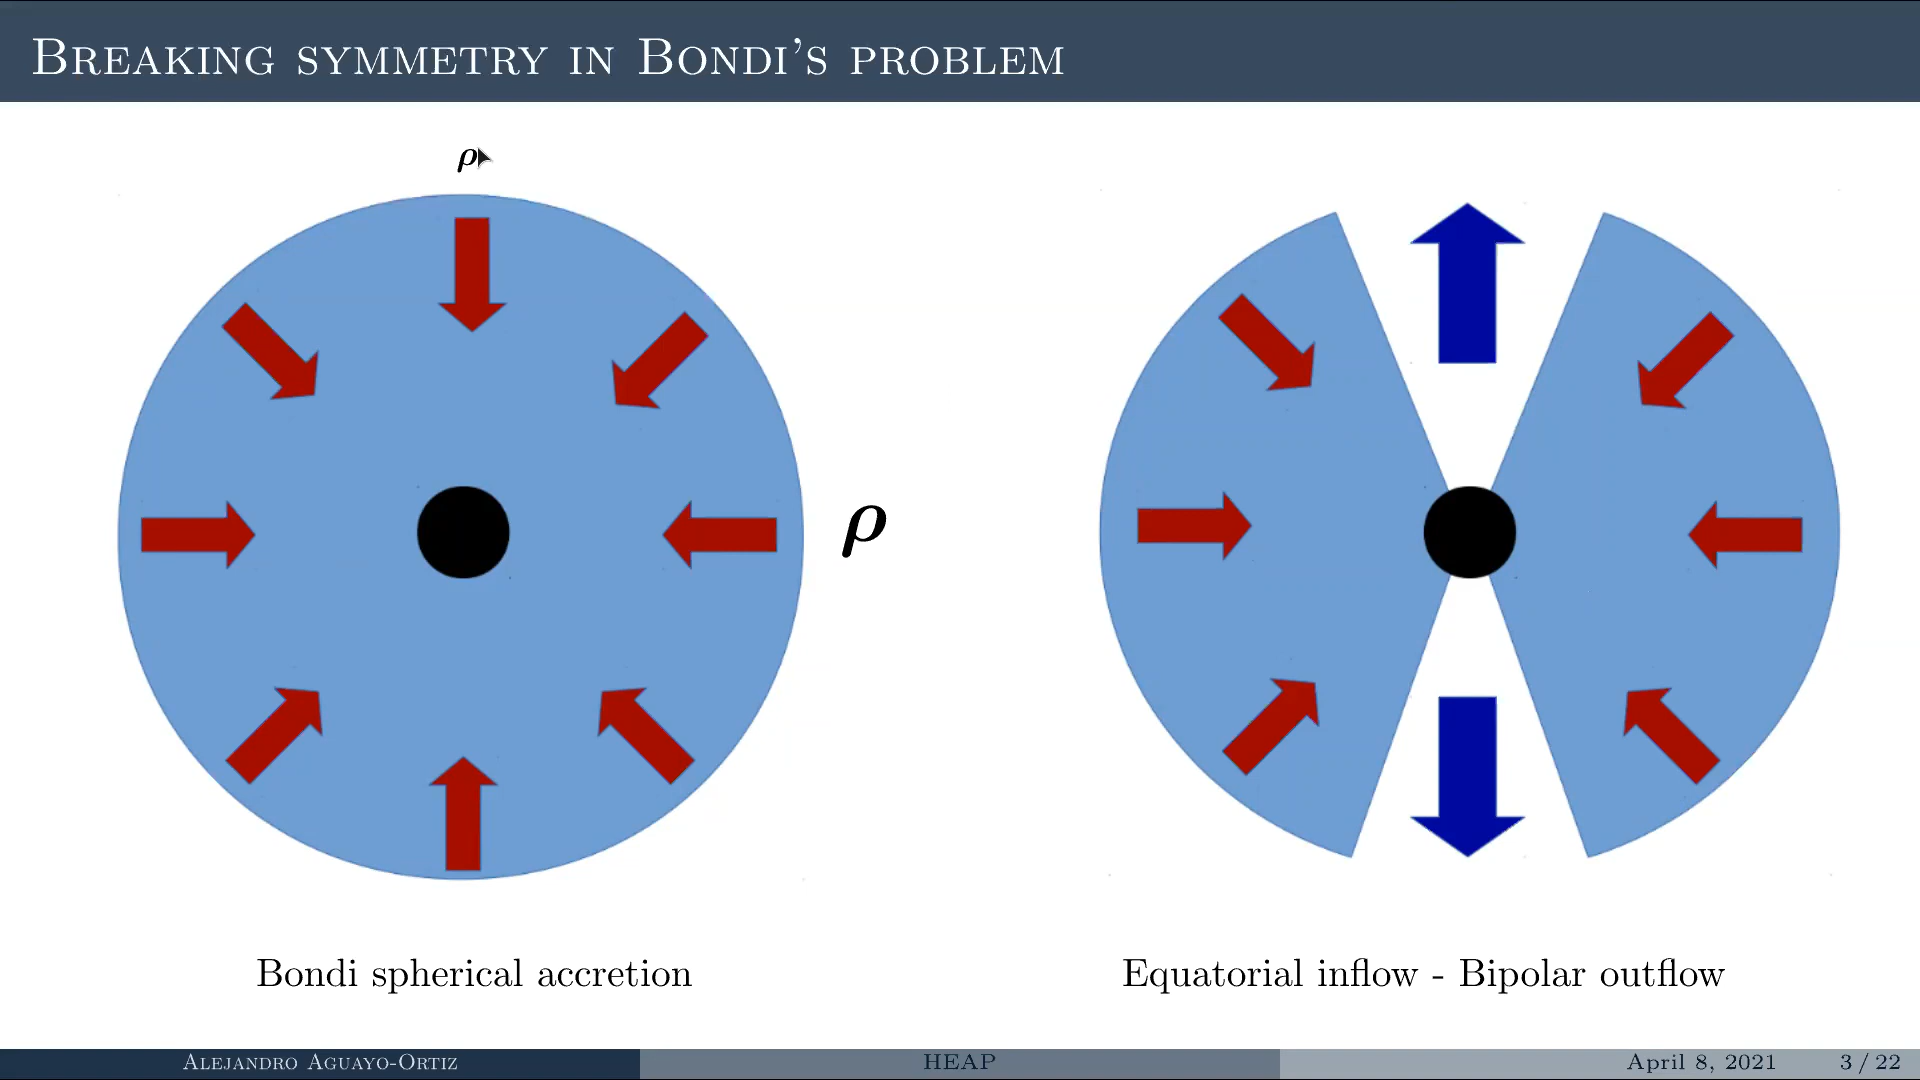 Breaking symmetry in Bondi's problem
ρ
ρ
Bondi spherical accretion
Equatorial inflow - Bipolar outflow
Alejandro Aguayo-Ortiz
HEAP
April 8, 2021
3 / 22